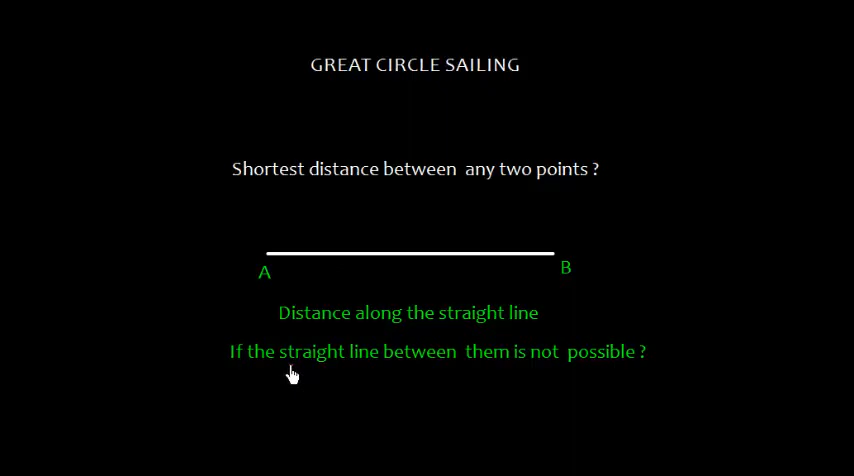 GREAT CIRCLE SAILING
Shortest distance between any two points ?
A
B
Distance along the straight line
If the straight line between them is not possible ?